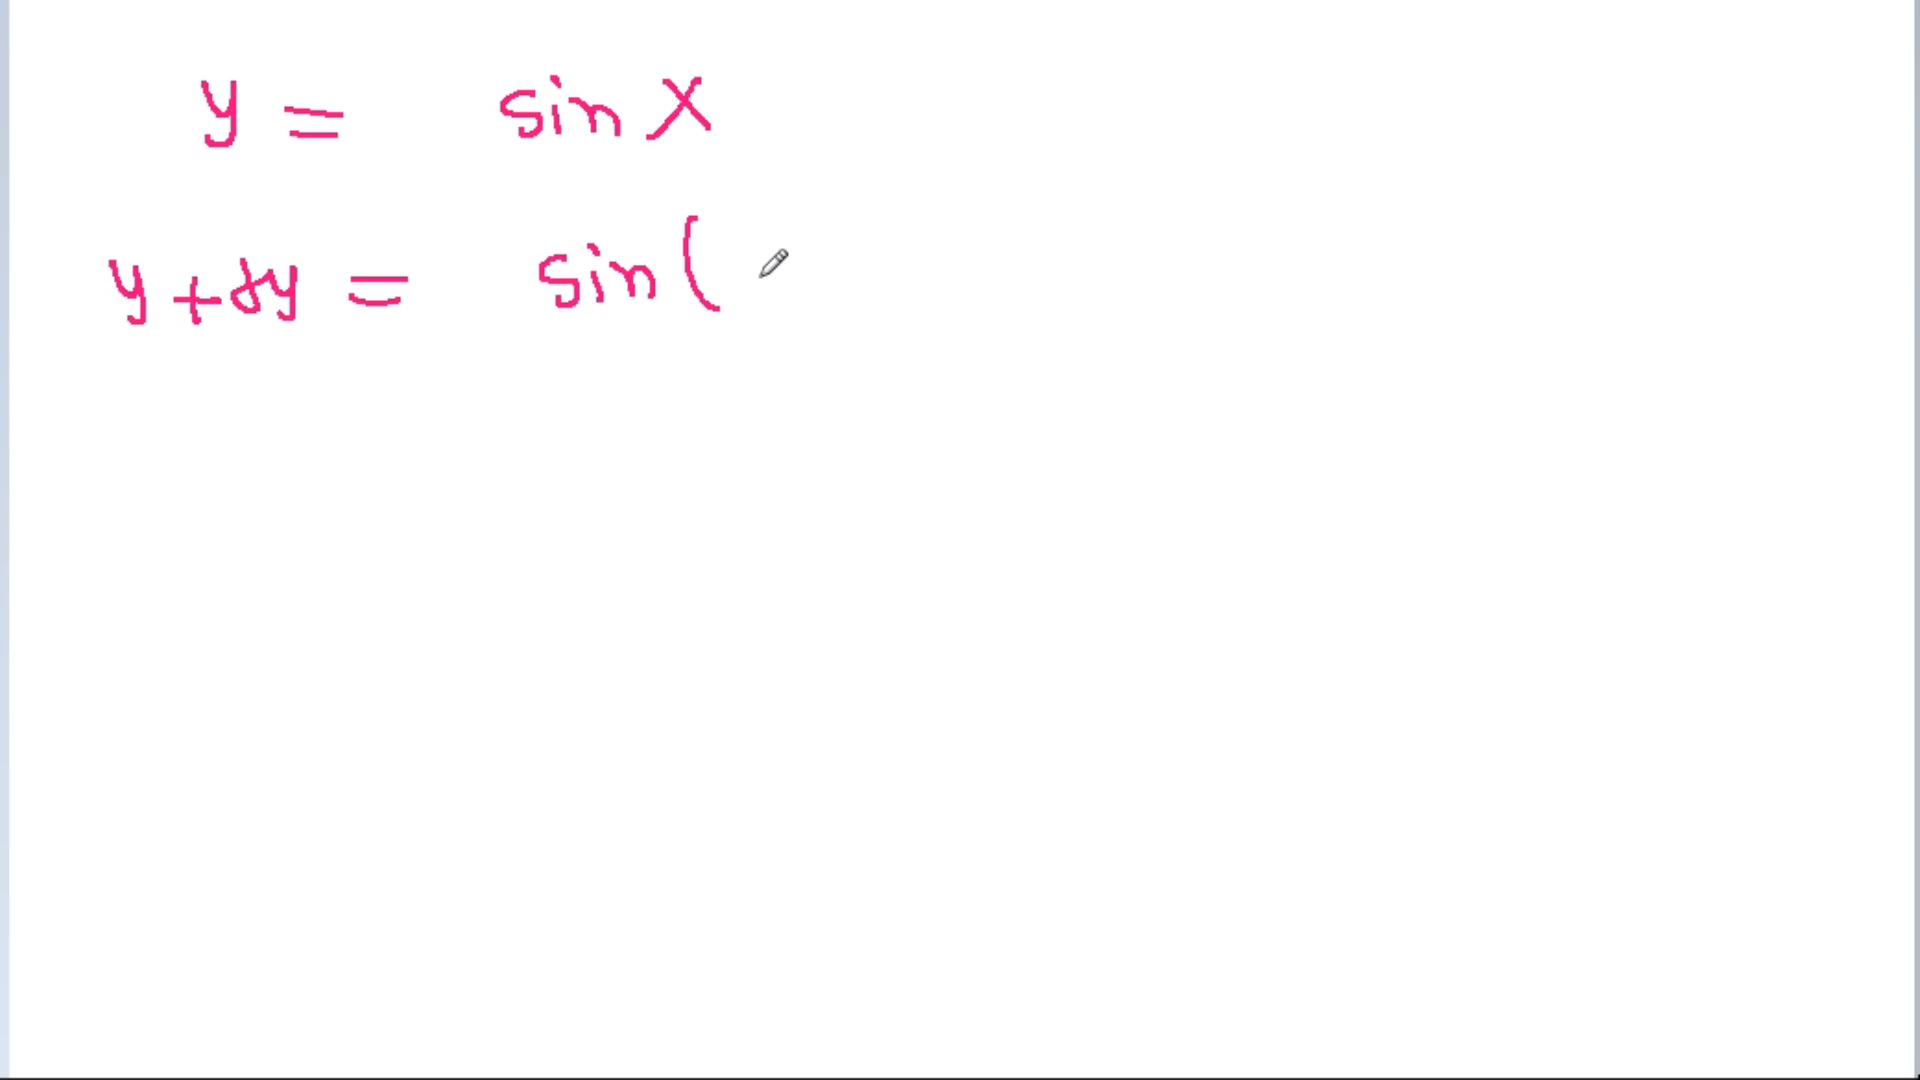 y = sin x
y + δy = sin(